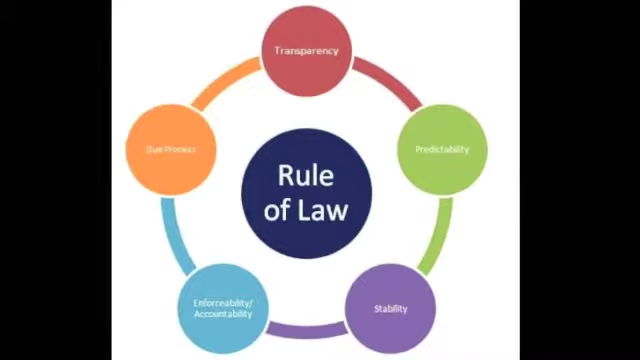 Transparency
Predictability
Stability
Enforceability/
Accountability
Due Process
Rule
of Law